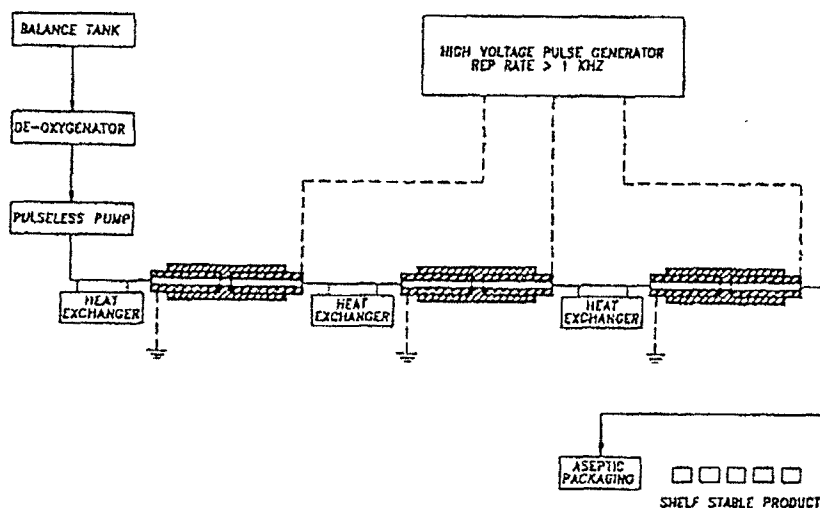 BALANCE TANK
HIGH VOLTAGE PULSE GENERATOR
REP RATE > 1 KHZ
DE-OXYGENATOR
PULSELESS PUMP
HEAT
EXCHANGER
HEAT
EXCHANGER
HEAT
EXCHANGER
ASEPTIC
PACKAGING
SHELF STABLE PRODUCT